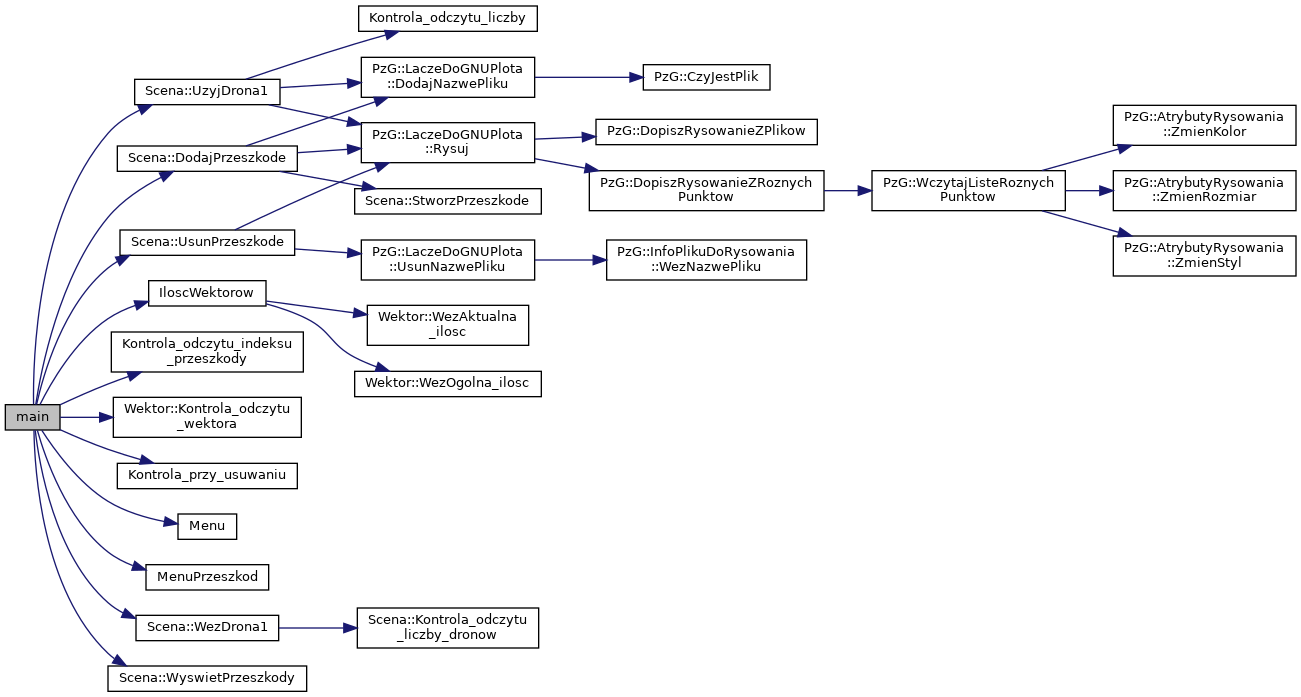 main
Scena::UzyjDrona1
Kontrola_odczytu_liczby
PzG::LaczeDoGNUPlota
::DodajNazwePliku
PzG::CzyJestPlik
PzG::LaczeDoGNUPlota
::Rysuj
PzG::DopiszRysowanieZPlikow
PzG::DopiszRysowanieZRoznych
Punktow
PzG::WczytajListeRoznych
Punktow
PzG::AtrybutyRysowania
::ZmienKolor
PzG::AtrybutyRysowania
::ZmienRozmiar
PzG::AtrybutyRysowania
::ZmienStyl
Scena::DodajPrzeszkode
Scena::StworzPrzeszkode
Scena::UsunPrzeszkode
PzG::LaczeDoGNUPlota
::UsunNazwePliku
PzG::InfoPlikuDoRysowania
::WezNazwePliku
IloscWektorow
Wektor::WezAktualna
_ilosc
Wektor::WezOgolna_ilosc
Kontrola_odczytu_indeksu
_przeszkody
Wektor::Kontrola_odczytu
_wektora
Kontrola_przy_usuwaniu
Menu
MenuPrzeszkod
Scena::WezDrona1
Scena::Kontrola_odczytu
_liczby_dronow
Scena::WyswietPrzeszkody